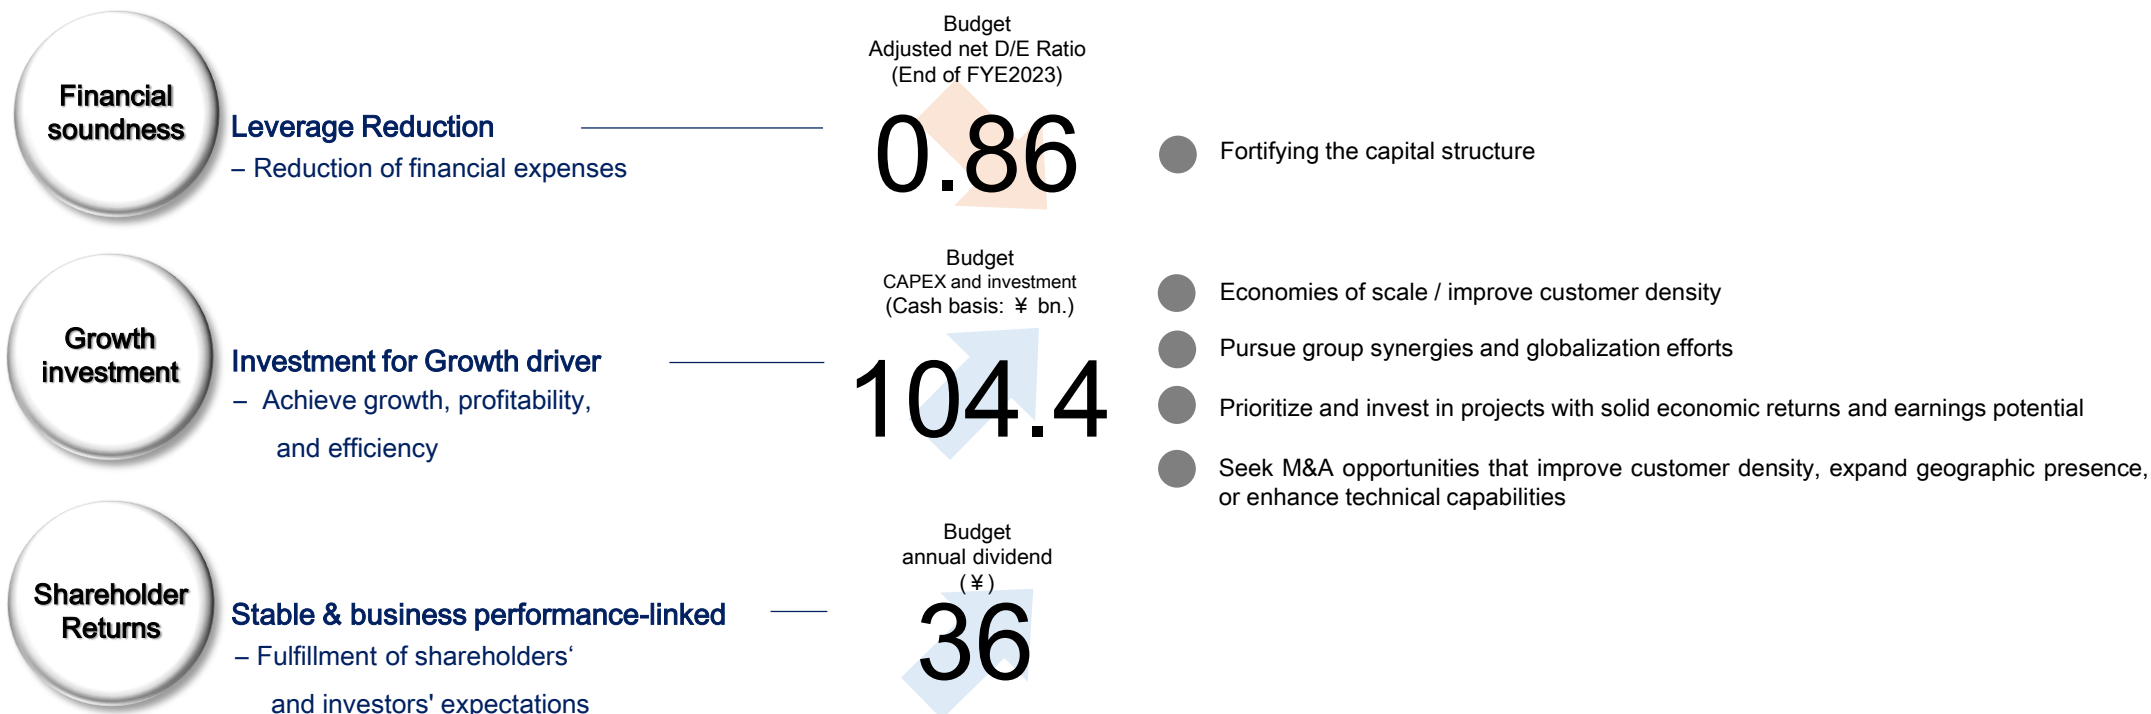 Financial
soundness
Leverage Reduction
– Reduction of financial expenses
Budget
Adjusted net D/E Ratio
(End of FYE2023)
0.86
Fortifying the capital structure
Growth
investment
Investment for Growth driver
– Achieve growth, profitability,
and efficiency
Budget
CAPEX and investment
(Cash basis: ¥ bn.)
104.4
Economies of scale / improve customer density
Pursue group synergies and globalization efforts
Prioritize and invest in projects with solid economic returns and earnings potential
Seek M&A opportunities that improve customer density, expand geographic presence,
or enhance technical capabilities
Shareholder
Returns
Stable & business performance-linked
– Fulfillment of shareholders‘
and investors' expectations
Budget
annual dividend
(¥)
36